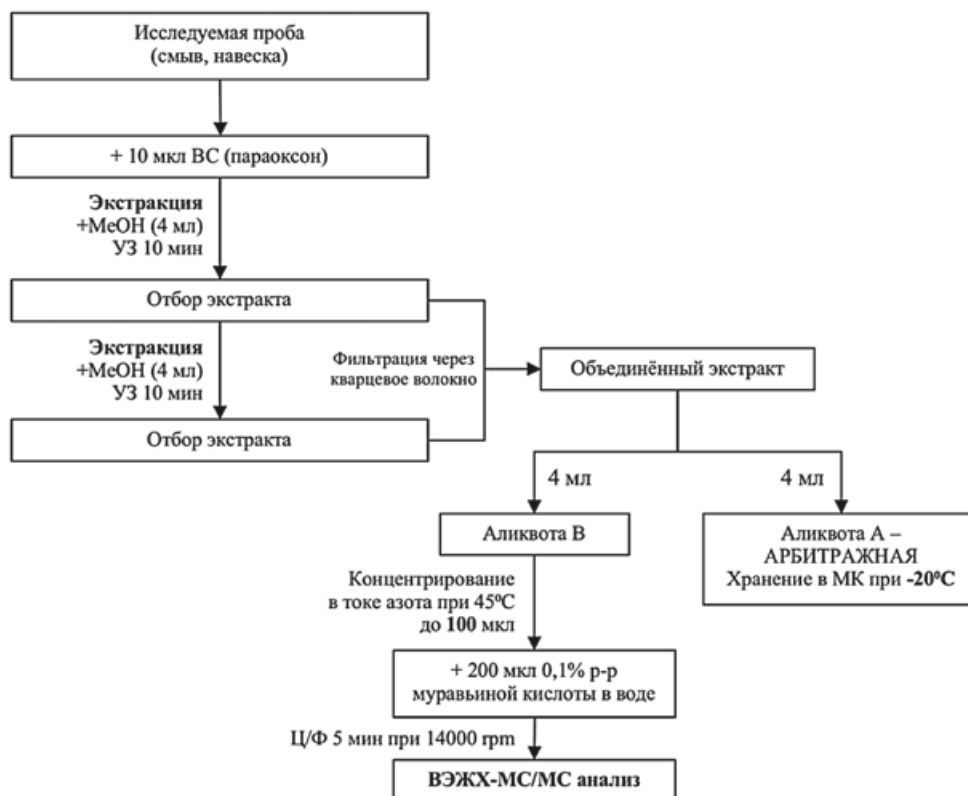 Исследуемая проба
(смыв, навеска)
+ 10 мкл ВС (параоксон)
Экстракция
+MeOH (4 мл)
УЗ 10 мин
Отбор экстракта
Экстракция
+MeOH (4 мл)
УЗ 10 мин
Отбор экстракта
Фильтрация через
кварцевое волокно
Объединённый экстракт
4 мл
4 мл
Аликвота В
Аликвота А –
АРБИТРАЖНАЯ
Хранение в МК при -20⁰С
Концентрирование
в токе азота при 45⁰С
до 100 мкл
+ 200 мкл 0,1% р-р
муравьиной кислоты в воде
Ц/Ф 5 мин при 14000 rpm
ВЭЖХ-МС/МС анализ